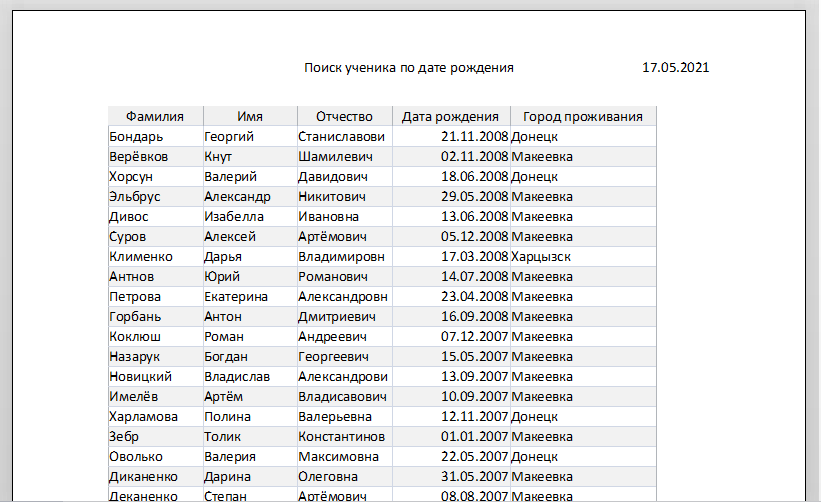 Поиск ученика по дате рождения 17.05.2021
Фамилия Имя Отчество Дата рождения Город проживания
Бондарь Георгий Станиславови 21.11.2008 Донецк
Верёвков Кнут Шамилевич 02.11.2008 Макеевка
Хорсун Валерий Давидович 18.06.2008 Донецк
Эльбрус Александр Никитович 29.05.2008 Макеевка
Дивос Изабелла Ивановна 13.06.2008 Макеевка
Суров Алексей Артёмович 05.12.2008 Макеевка
Клименко Дарья Владимировн 17.03.2008 Харцызск
Антнов Юрий Романович 14.07.2008 Макеевка
Петрова Екатерина Александровн 23.04.2008 Макеевка
Горбань Антон Дмитриевич 16.09.2008 Макеевка
Коклюш Роман Андреевич 07.12.2007 Макеевка
Назарук Богдан Георгеевич 15.05.2007 Макеевка
Новицкий Владислав Александрови 13.09.2007 Макеевка
Имелёв Артём Владисавович 10.09.2007 Макеевка
Харламова Полина Валерьевна 12.11.2007 Донецк
Зебр Толик Константинов 01.01.2007 Макеевка
Оволько Валерия Максимовна 22.05.2007 Донецк
Диканенко Дарина Олеговна 31.05.2007 Макеевка
Деканенко Степан Артёмович 08.08.2007 Макеевка